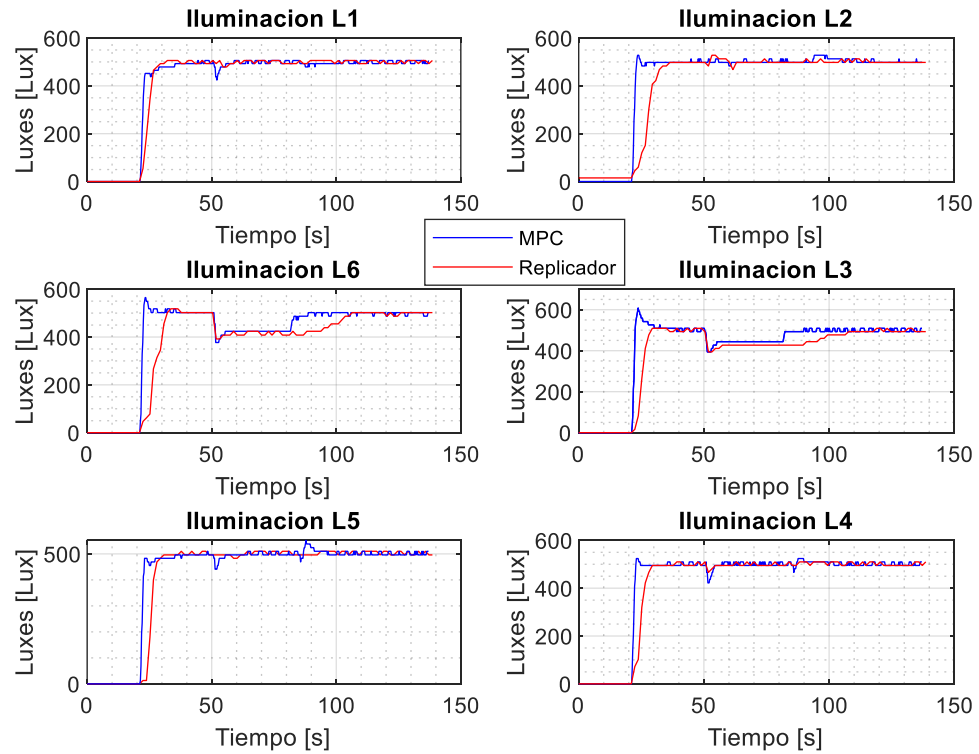 Iluminacion L1
600
400
200
0
Luxes [Lux]
0 50 100 150
Tiempo [s]
Iluminacion L2
600
400
200
0
Luxes [Lux]
0 50 100 150
Tiempo [s]
MPC
Replicador
Iluminacion L6
600
400
200
0
Luxes [Lux]
0 50 100 150
Tiempo [s]
Iluminacion L3
600
400
200
0
Luxes [Lux]
0 50 100 150
Tiempo [s]
Iluminacion L5
500
0
Luxes [Lux]
0 50 100 150
Tiempo [s]
Iluminacion L4
600
400
200
0
Luxes [Lux]
0 50 100 150
Tiempo [s]